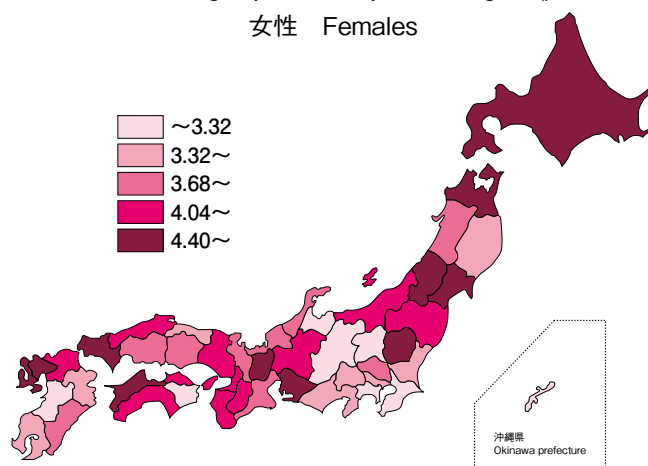 女性 Females
～3.32
3.32～
3.68～
4.04～
4.40～
沖縄県
Okinawa prefecture